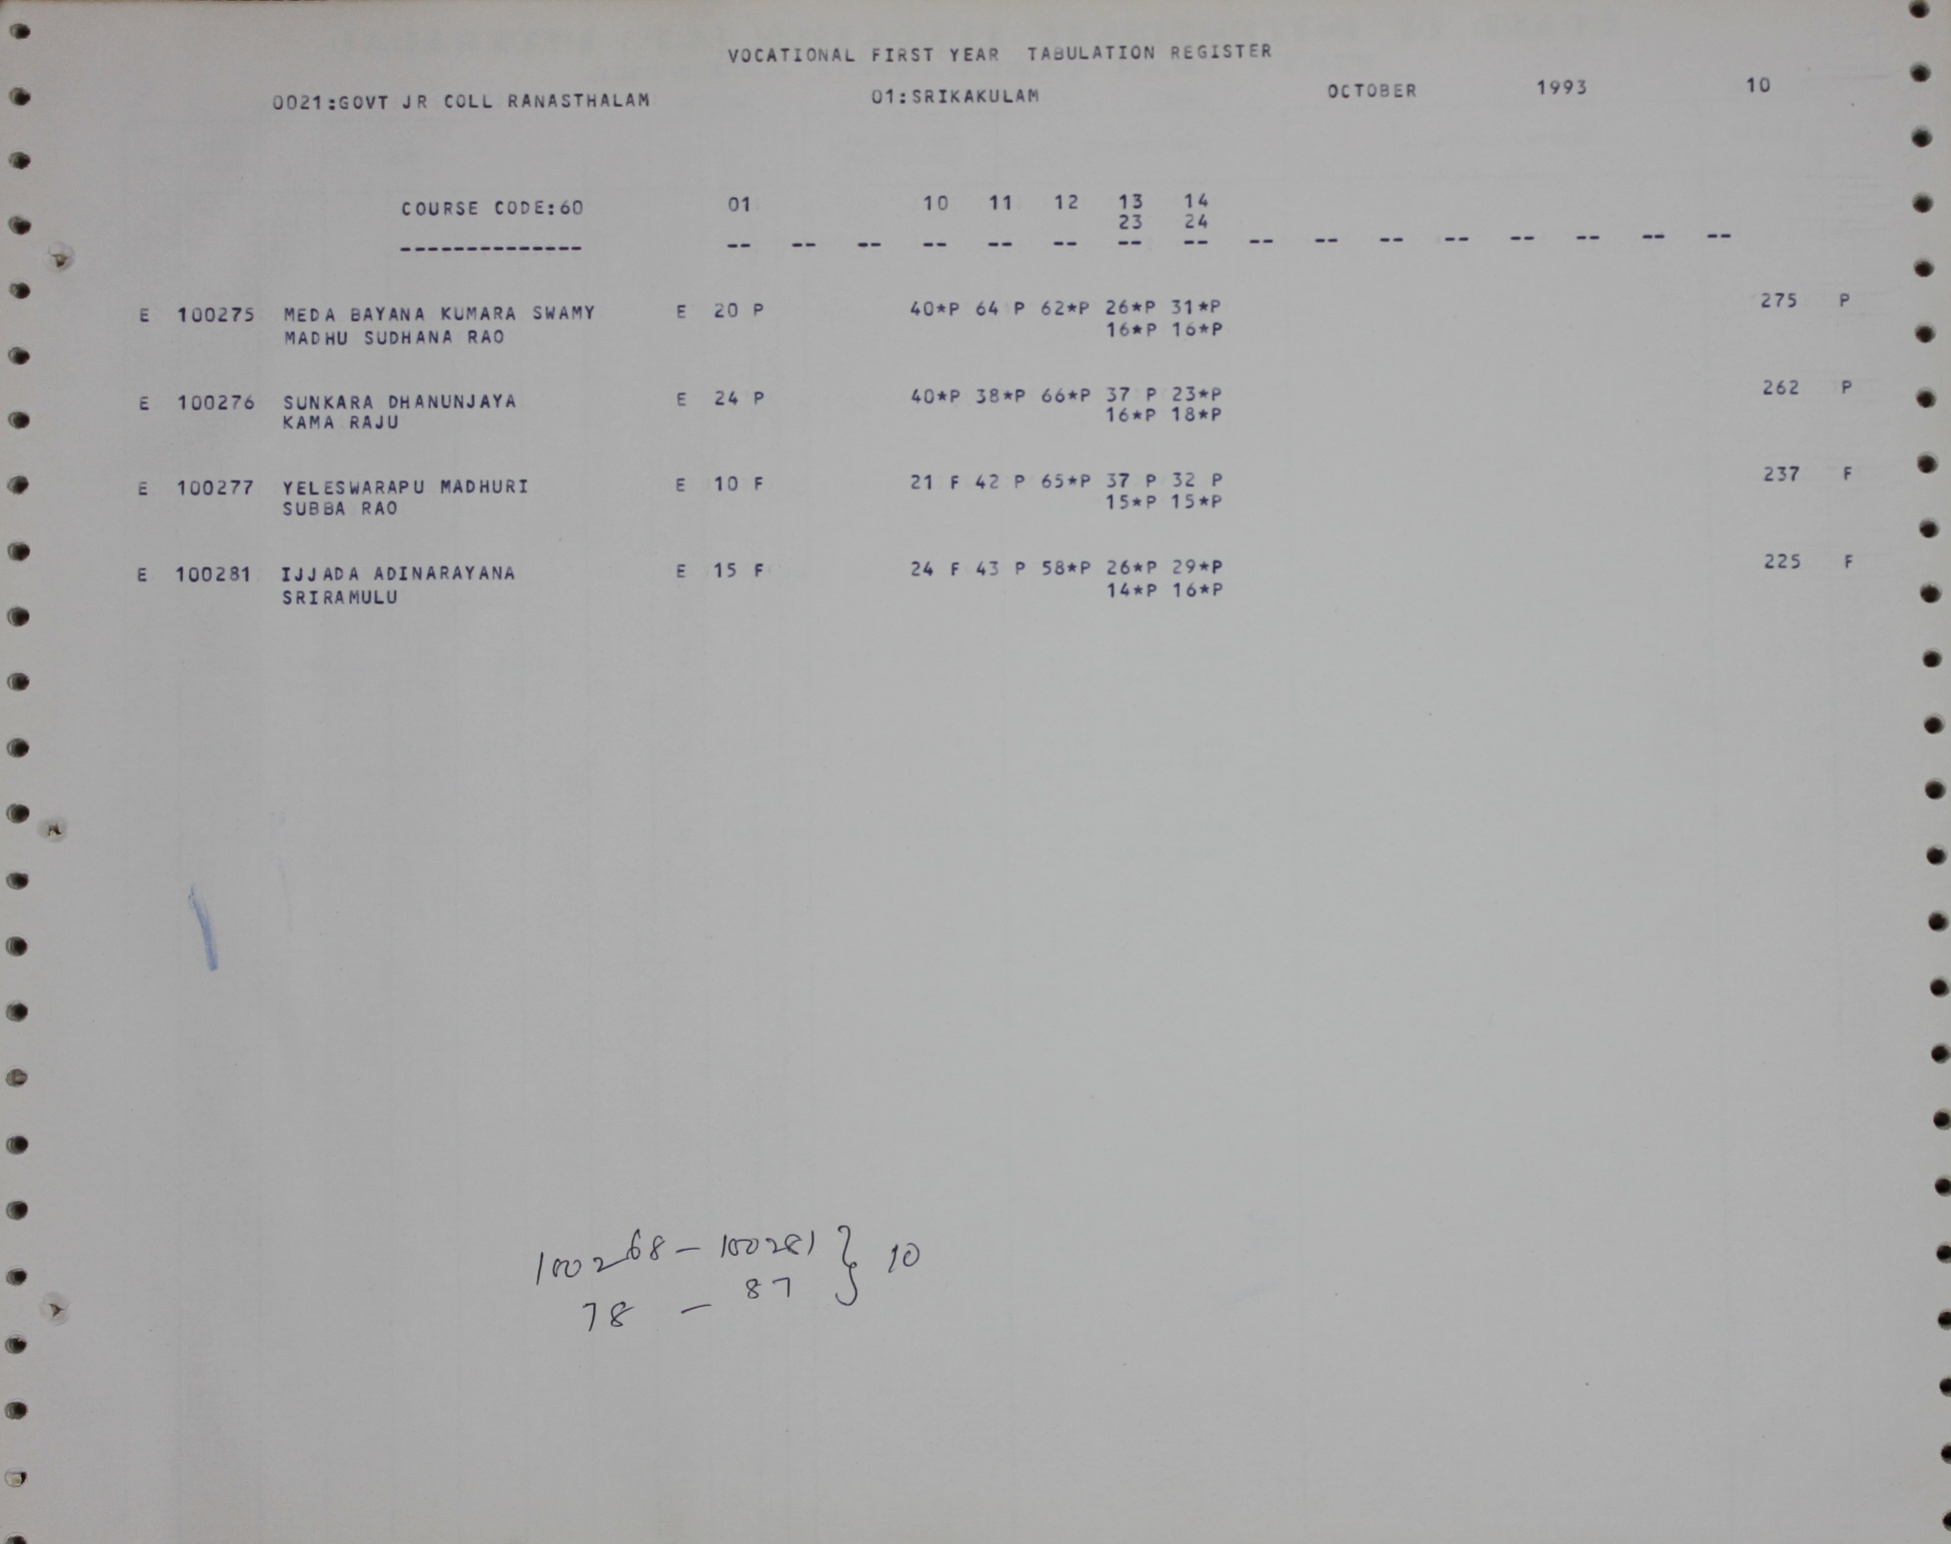 VOCATIONAL FIRST YEAR TABULATION REGISTER
0021:GOVT JR COLL RANASTHALAM 01:SRIKAKULAM OCTOBER 1993 10
COURSE CODE:60 01 10 11 12 13 14
23 24
-------------- -- -- -- -- -- -- -- -- -- -- -- -- -- -- -- --
E 100275 MEDA BAYANA KUMARA SWAMY E 20 P 40*P 64 P 62*P 26*P 31*P 275 P
MADHU SUDHANA RAO 16*P 16*P
E 100276 SUNKARA DHANUNJAYA E 24 P 40*P 38*P 66*P 37 P 23*P 262 P
KAMA RAJU 16*P 18*P
E 100277 YELESWARAPU MADHURI E 10 F 21 F 42 P 65*P 37 P 32 P 237 F
SUBBA RAO 15*P 15*P
E 100281 IJJADA ADINARAYANA E 15 F 24 F 43 P 58*P 26*P 29*P 225 F
SRIRAMULU 14*P 16*P
100268 – 100281 } 10
78 – 87